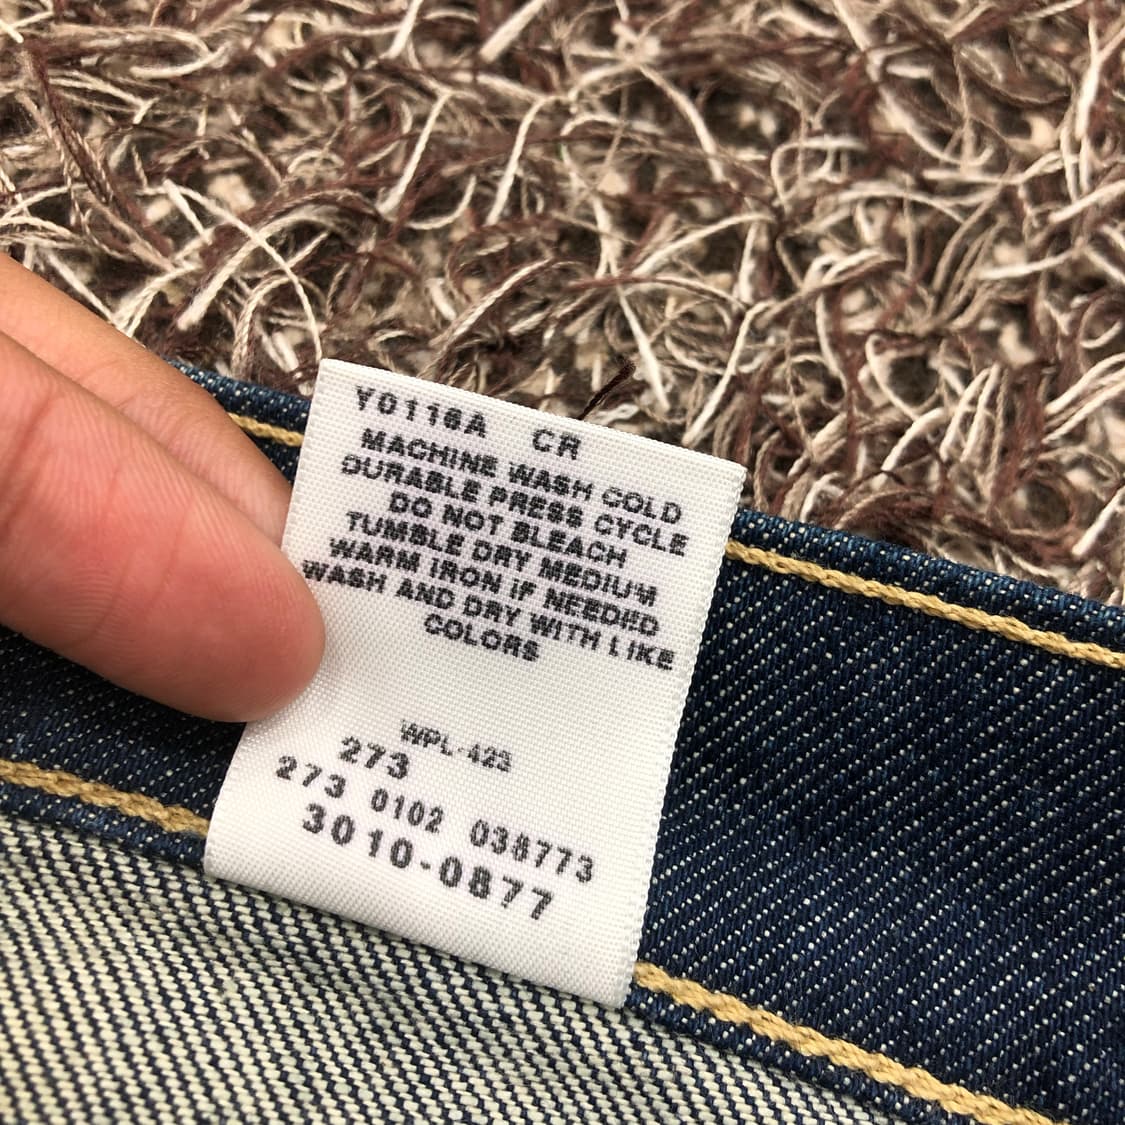 Y0116A CR
MACHINE WASH COLD
DURABLE PRESS CYCLE
DO NOT BLEACH
TUMBLE DRY MEDIUM
WARM IRON IF NEEDED
WASH AND DRY WITH LIKE
COLORS
WPL-423
273
273 0102 038773
3010-0877